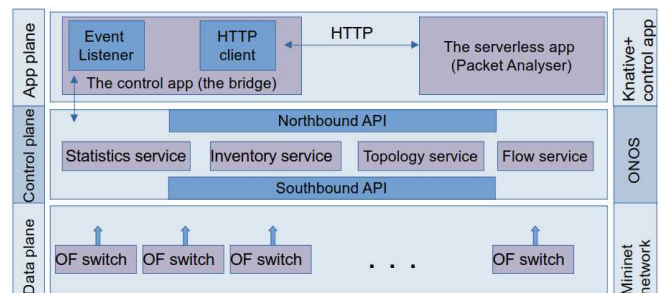 App plane
Event
Listener
HTTP
client
HTTP
The serverless app
(Packet Analyser)
The control app (the bridge)
Knative+
control app
Control plane
Northbound API
Statistics service
Inventory service
Topology service
Flow service
Southbound API
ONOS
Data plane
OF switch
OF switch
OF switch
. . .
OF switch
Mininet
network